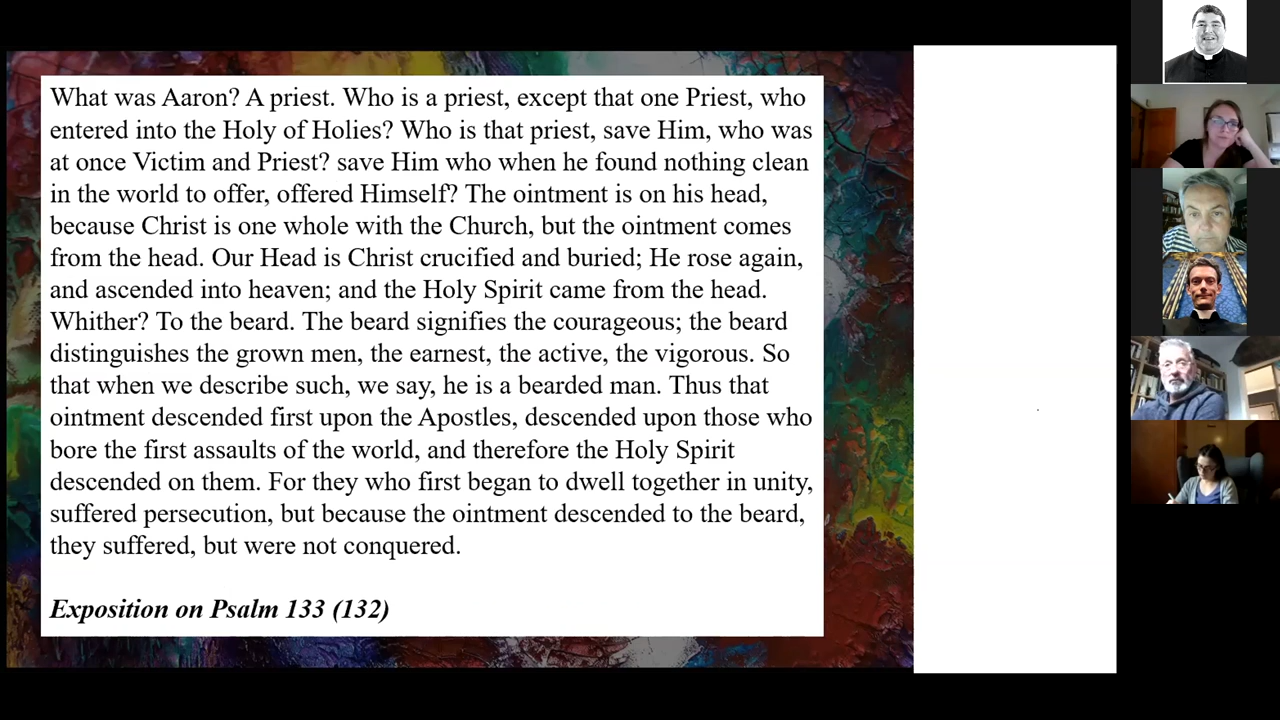 What was Aaron? A priest. Who is a priest, except that one Priest, who
entered into the Holy of Holies? Who is that priest, save Him, who was
at once Victim and Priest? save Him who when he found nothing clean
in the world to offer, offered Himself? The ointment is on his head,
because Christ is one whole with the Church, but the ointment comes
from the head. Our Head is Christ crucified and buried; He rose again,
and ascended into heaven; and the Holy Spirit came from the head.
Whither? To the beard. The beard signifies the courageous; the beard
distinguishes the grown men, the earnest, the active, the vigorous. So
that when we describe such, we say, he is a bearded man. Thus that
ointment descended first upon the Apostles, descended upon those who
bore the first assaults of the world, and therefore the Holy Spirit
descended on them. For they who first began to dwell together in unity,
suffered persecution, but because the ointment descended to the beard,
they suffered, but were not conquered.
Exposition on Psalm 133 (132)